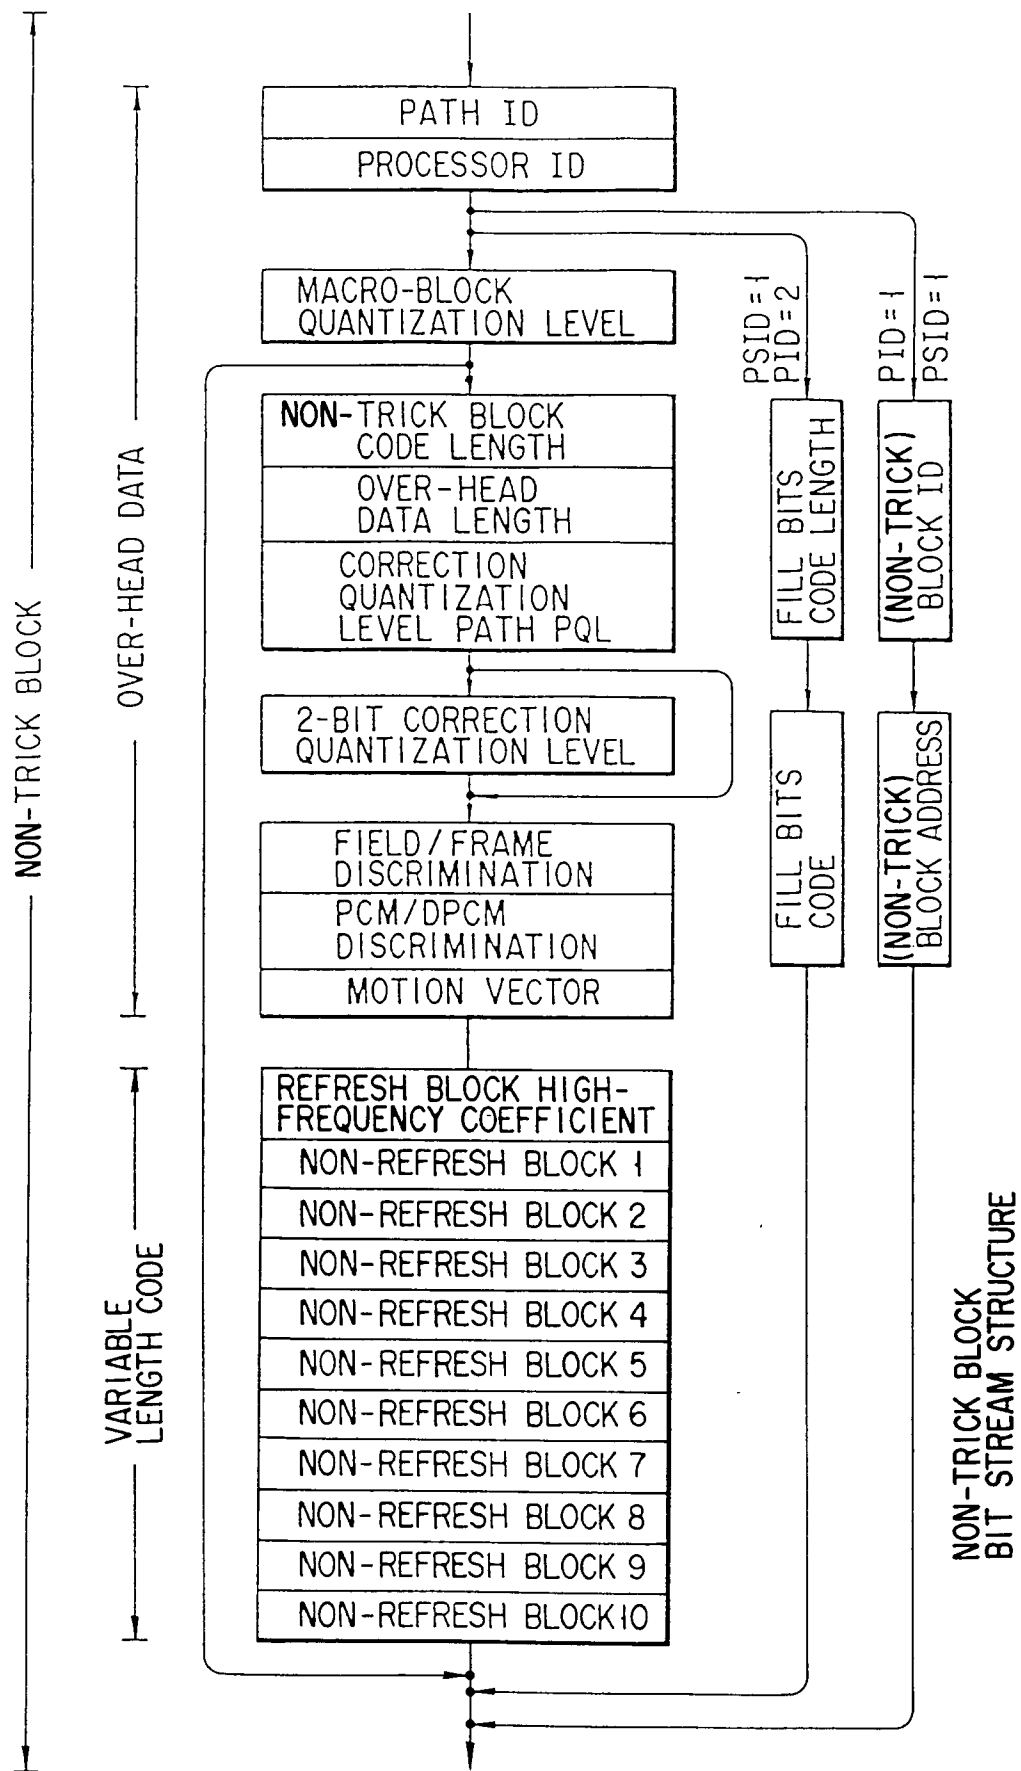 NON-TRICK BLOCK
OVER-HEAD DATA
PATH ID
PROCESSOR ID
MACRO-BLOCK
QUANTIZATION LEVEL
NON-TRICK BLOCK
CODE LENGTH
OVER-HEAD
DATA LENGTH
CORRECTION
QUANTIZATION
LEVEL PATH PQL
2-BIT CORRECTION
QUANTIZATION LEVEL
FIELD/FRAME
DISCRIMINATION
PCM/DPCM
DISCRIMINATION
MOTION VECTOR
VARIABLE
LENGTH CODE
REFRESH BLOCK HIGH-
FREQUENCY COEFFICIENT
NON-REFRESH BLOCK 1
NON-REFRESH BLOCK 2
NON-REFRESH BLOCK 3
NON-REFRESH BLOCK 4
NON-REFRESH BLOCK 5
NON-REFRESH BLOCK 6
NON-REFRESH BLOCK 7
NON-REFRESH BLOCK 8
NON-REFRESH BLOCK 9
NON-REFRESH BLOCK 10
PSID=1
PID=2
FILL BITS
CODE LENGTH
FILL BITS
CODE
PID=1
PSID=1
(NON-TRICK)
BLOCK ID
(NON-TRICK)
BLOCK ADDRESS
NON-TRICK BLOCK
BIT STREAM STRUCTURE